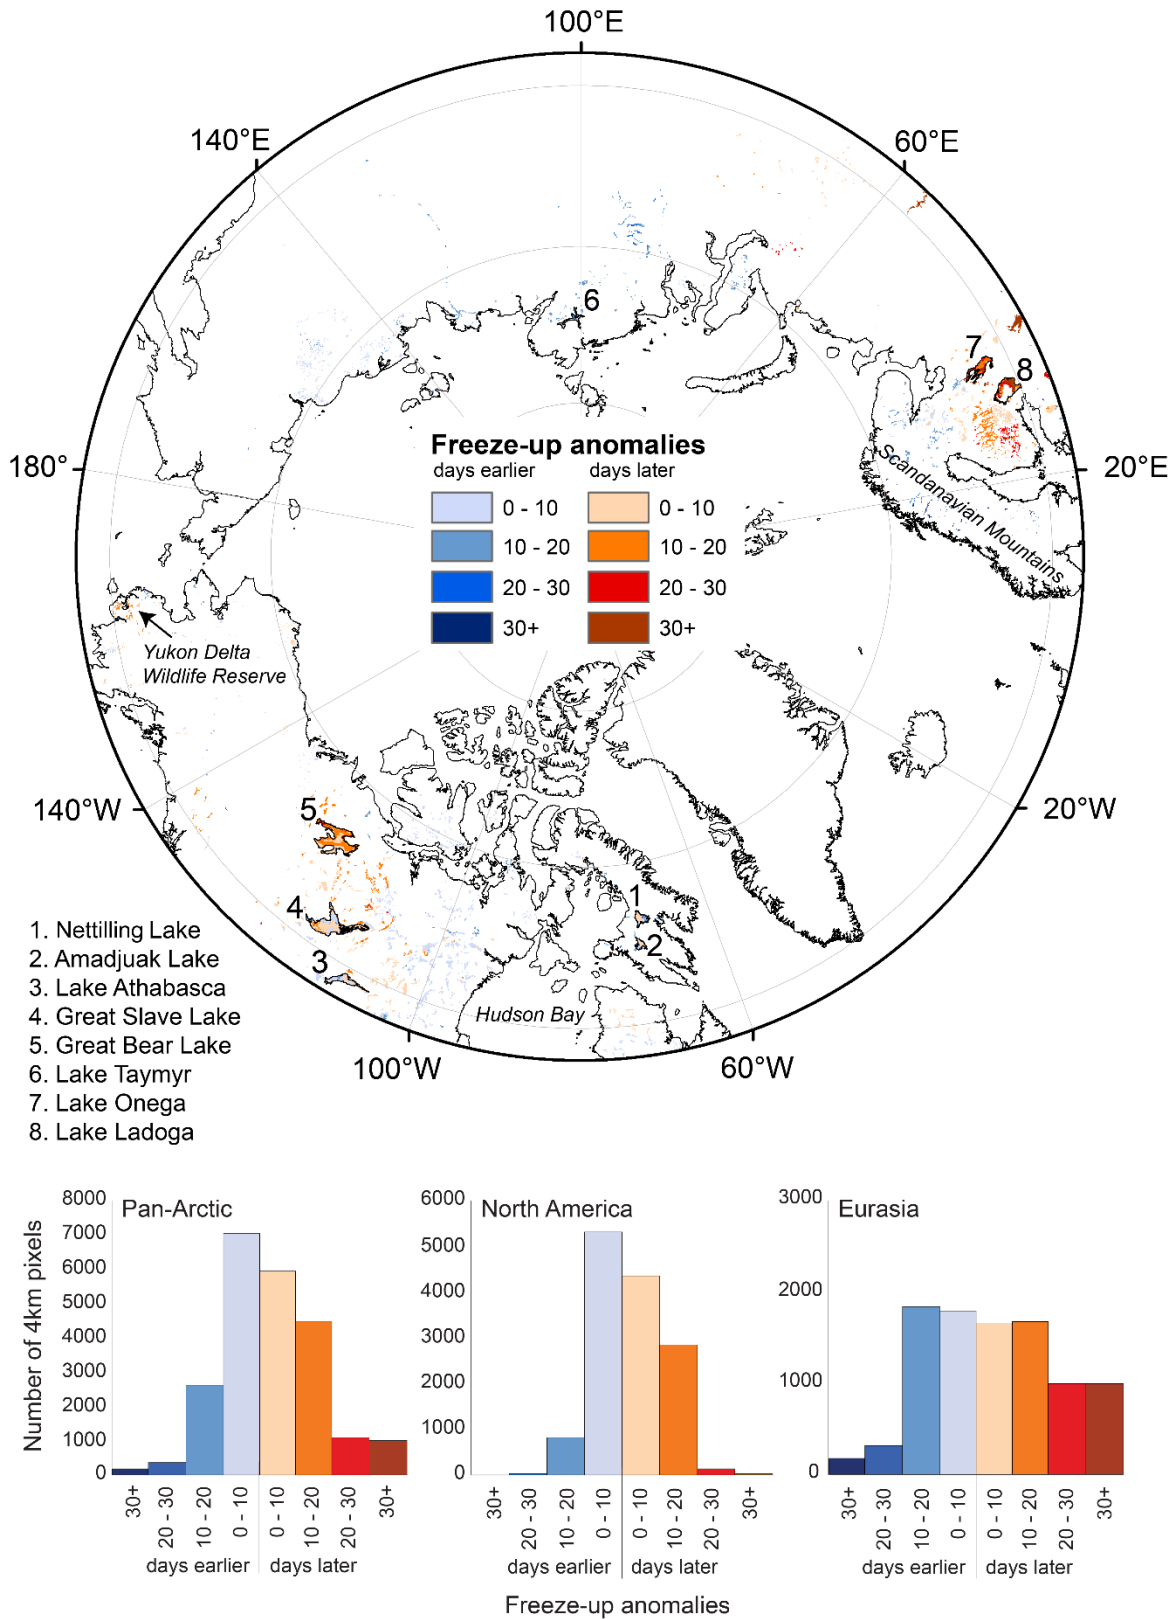 100°E
140°E
60°E
6
7
8
Freeze-up anomalies
days earlier
days later
0 - 10
0 - 10
10 - 20
10 - 20
20 - 30
20 - 30
30+
30+
180°
20°E
Scandanavian Mountains
Yukon Delta
Wildlife Reserve
140°W
20°W
5
4
3
1
2
Hudson Bay
100°W
60°W
1. Nettilling Lake
2. Amadjuak Lake
3. Lake Athabasca
4. Great Slave Lake
5. Great Bear Lake
6. Lake Taymyr
7. Lake Onega
8. Lake Ladoga
Number of 4km pixels
Pan-Arctic
8000
7000
6000
5000
4000
3000
2000
1000
0
30+
20 - 30
10 - 20
0 - 10
0 - 10
10 - 20
20 - 30
30+
days earlier
days later
North America
6000
5000
4000
3000
2000
1000
0
30+
20 - 30
10 - 20
0 - 10
0 - 10
10 - 20
20 - 30
30+
days earlier
days later
Eurasia
3000
2000
1000
0
30+
20 - 30
10 - 20
0 - 10
0 - 10
10 - 20
20 - 30
30+
days earlier
days later
Freeze-up anomalies